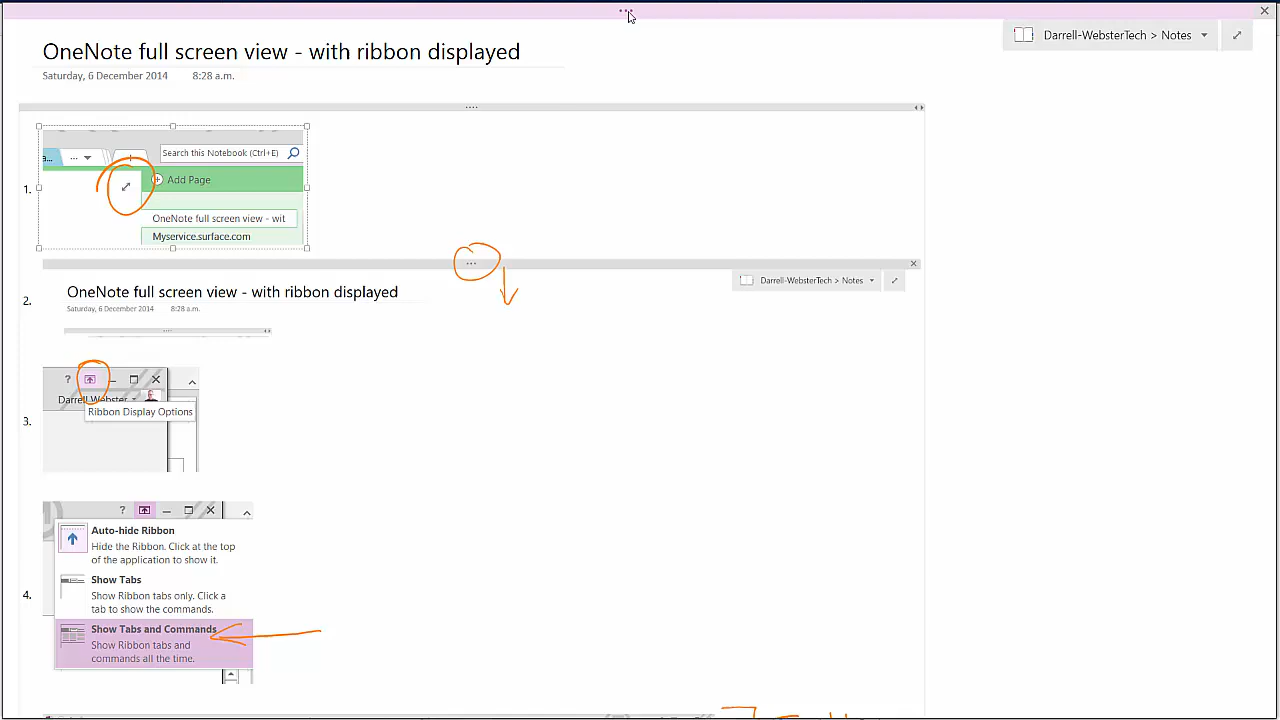 Darrell-WebsterTech > Notes
OneNote full screen view - with ribbon displayed
Saturday, 6 December 2014 8:28 a.m.
1.
a... ...
Search this Notebook (Ctrl+E)
Add Page
OneNote full screen view - wit
Myservice.surface.com
2.
OneNote full screen view - with ribbon displayed
Darrell-WebsterTech > Notes
Saturday, 6 December 2014 8:28 a.m.
3.
?
Darrell Webster
Ribbon Display Options
4.
?
Auto-hide Ribbon
Hide the Ribbon. Click at the top
of the application to show it.
Show Tabs
Show Ribbon tabs only. Click a
tab to show the commands.
Show Tabs and Commands
Show Ribbon tabs and
commands all the time.